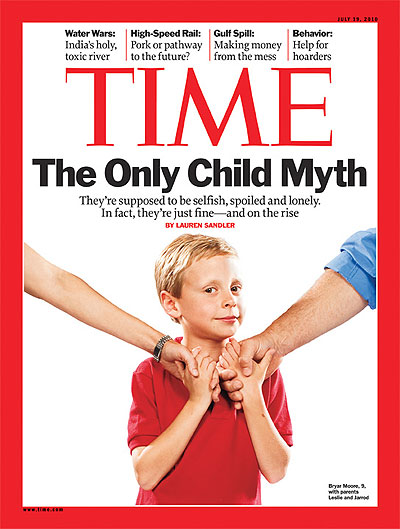 JULY 19, 2010
Water Wars:
India's holy,
toxic river
High-Speed Rail:
Pork or pathway
to the future?
Gulf Spill:
Making money
from the mess
Behavior:
Help for
hoarders
TIME
The Only Child Myth
They're supposed to be selfish, spoiled and lonely.
In fact, they're just fine—and on the rise
BY LAUREN SANDLER
Bryar Moore, 9,
with parents
Leslie and Jarrod
www.time.com